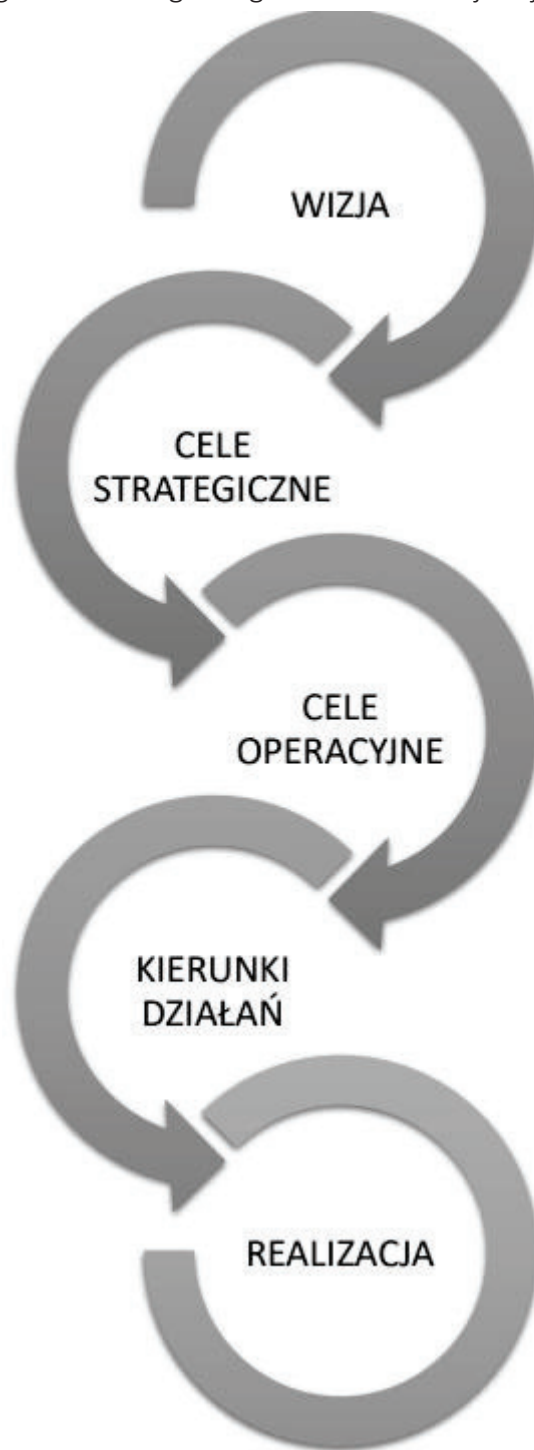 WIZJA
CELE
STRATEGICZNE
CELE
OPERACYJNE
KIERUNKI
DZIAŁAŃ
REALIZACJA